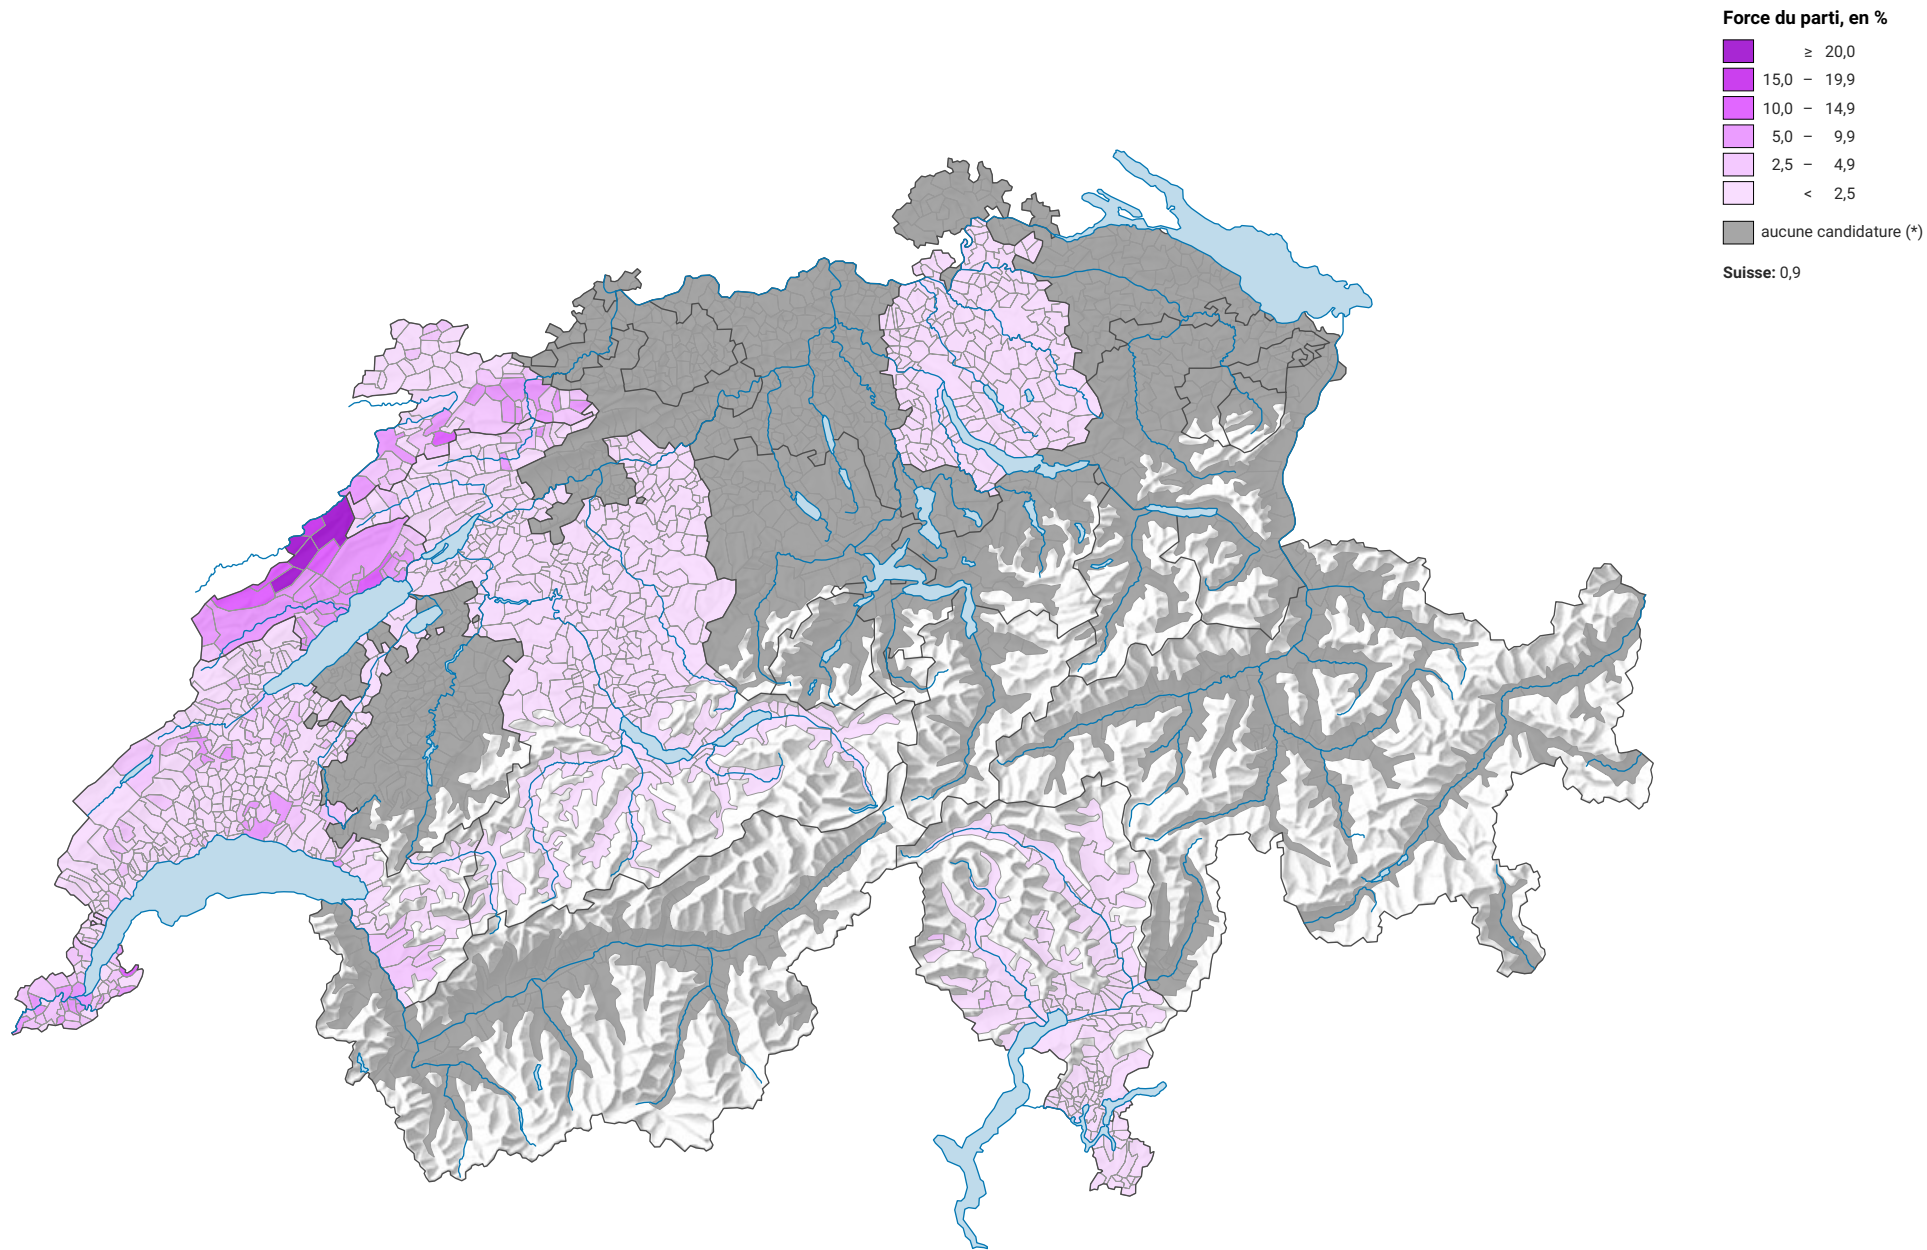 Force du parti, en %
≥ 20,0
15,0 – 19,9
10,0 – 14,9
5,0 – 9,9
2,5 – 4,9
< 2,5
aucune candidature (*)
Suisse: 0,9